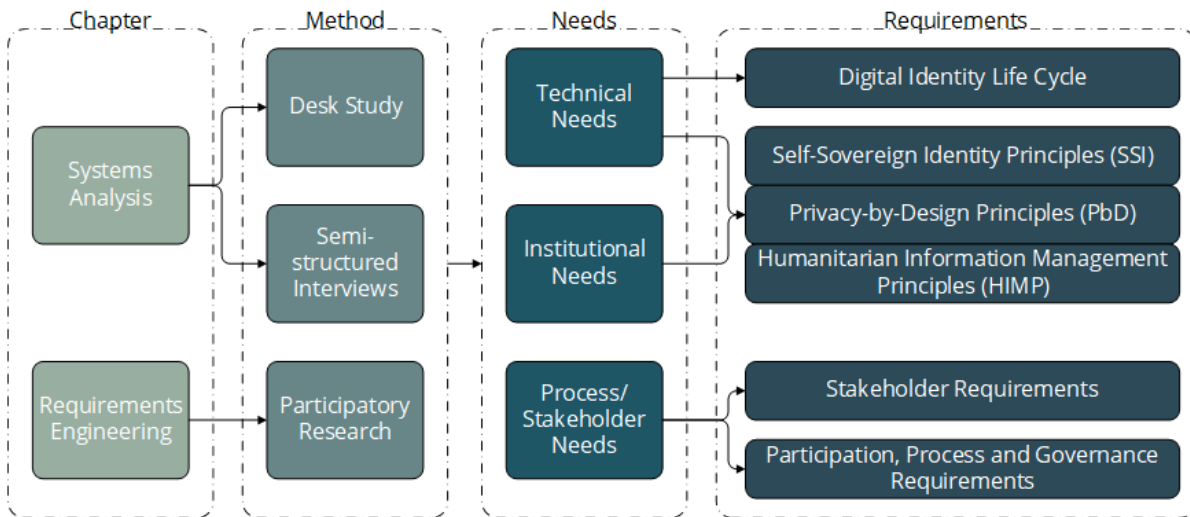 Chapter
Method
Needs
Requirements
Systems
Analysis
Requirements
Engineering
Desk Study
Semi-
structured
Interviews
Participatory
Research
Technical
Needs
Institutional
Needs
Process/
Stakeholder
Needs
Digital Identity Life Cycle
Self-Sovereign Identity Principles (SSI)
Privacy-by-Design Principles (PbD)
Humanitarian Information Management
Principles (HIMP)
Stakeholder Requirements
Participation, Process and Governance
Requirements